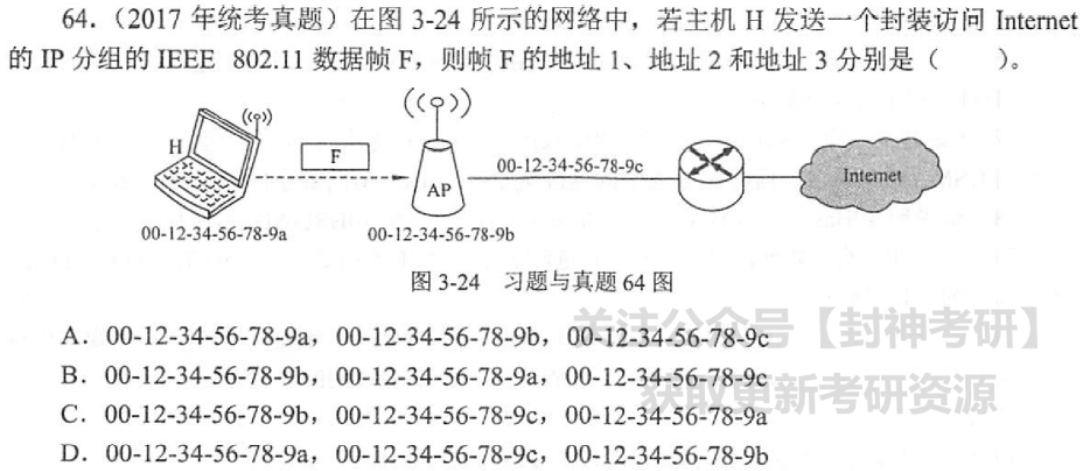 64.（2017 年统考真题）在图 3-24 所示的网络中，若主机 H 发送一个封装访问 Internet
的 IP 分组的 IEEE 802.11 数据帧 F，则帧 F 的地址 1、地址 2 和地址 3 分别是（　　）。
H
F
AP
00-12-34-56-78-9c
Internet
00-12-34-56-78-9a
00-12-34-56-78-9b
图 3-24 习题与真题 64 图
关注公众号【封神考研】
获取更新考研资源
A. 00-12-34-56-78-9a，00-12-34-56-78-9b，00-12-34-56-78-9c
B. 00-12-34-56-78-9b，00-12-34-56-78-9a，00-12-34-56-78-9c
C. 00-12-34-56-78-9b，00-12-34-56-78-9c，00-12-34-56-78-9a
D. 00-12-34-56-78-9a，00-12-34-56-78-9c，00-12-34-56-78-9b